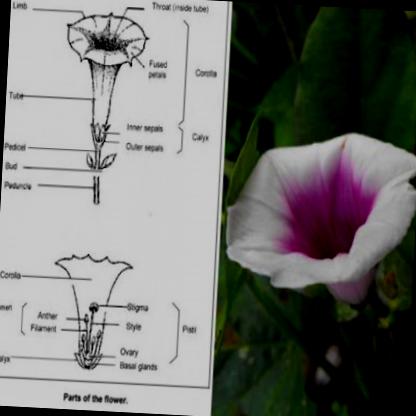 Limb
Throat (inside tube)
Fused
petals
Corolla
Tube
Inner sepals
Outer sepals
Calyx
Pedicel
Bud
Peduncle
Corolla
Stigma
Anther
Filament
Style
Pistil
Ovary
Basal glands
Parts of the flower.